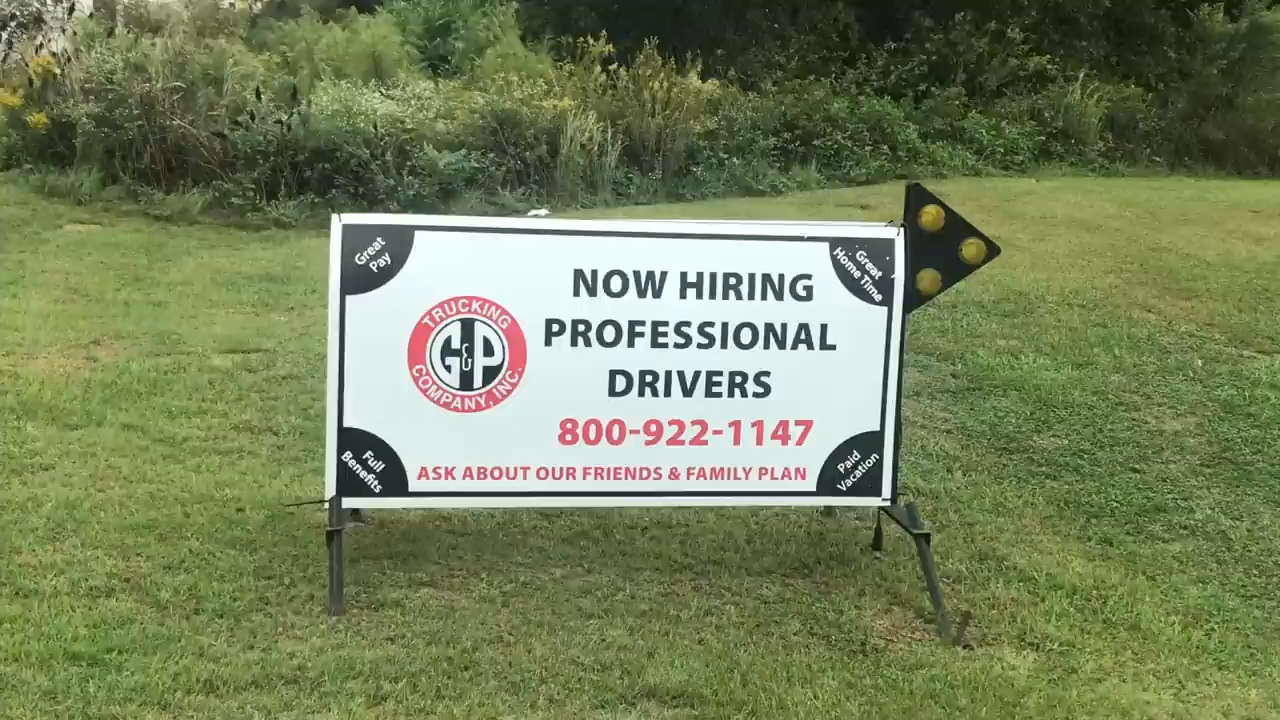 Great
Pay
Great
Home Time
NOW HIRING
PROFESSIONAL
DRIVERS
TRUCKING
G&P
COMPANY, INC.
800-922-1147
ASK ABOUT OUR FRIENDS & FAMILY PLAN
Full
Benefits
Paid
Vacation